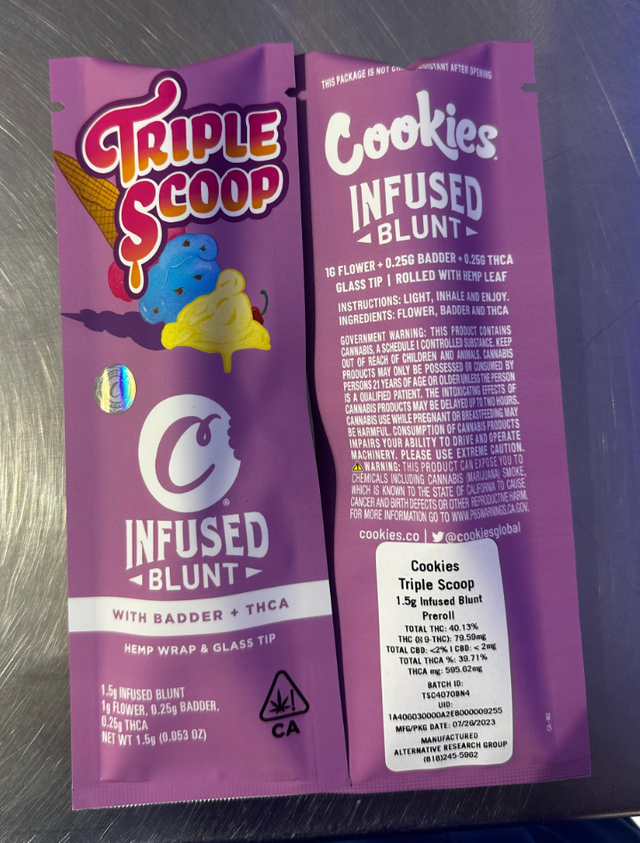 TRIPLE
SCOOP
C
INFUSED
BLUNT
WITH BADDER + THCA
HEMP WRAP & GLASS TIP
1.5g INFUSED BLUNT
1g FLOWER, 0.25g BADDER,
0.25g THCA
NET WT 1.5g (0.053 OZ)
CA
THIS PACKAGE IS NOT AFTER OPENING
Cookies
INFUSED
BLUNT
1G FLOWER + 0.25G BADDER + 0.25G THCA
GLASS TIP | ROLLED WITH HEMP LEAF
INSTRUCTIONS: LIGHT, INHALE AND ENJOY.
INGREDIENTS: FLOWER, BADDER AND THCA
GOVERNMENT WARNING: THIS PRODUCT CONTAINS
CANNABIS, A SCHEDULE I CONTROLLED SUBSTANCE. KEEP
OUT OF REACH OF CHILDREN AND ANIMALS. CANNABIS
PRODUCTS MAY ONLY BE POSSESSED OR CONSUMED BY
PERSONS 21 YEARS OF AGE OR OLDER UNLESS THE PERSON
IS A QUALIFIED PATIENT. THE INTOXICATING EFFECTS OF
CANNABIS PRODUCTS MAY BE DELAYED UP TO TWO HOURS.
CANNABIS USE WHILE PREGNANT OR BREASTFEEDING MAY
BE HARMFUL. CONSUMPTION OF CANNABIS PRODUCTS
IMPAIRS YOUR ABILITY TO DRIVE AND OPERATE
MACHINERY. PLEASE USE EXTREME CAUTION.
WARNING: THIS PRODUCT CAN EXPOSE YOU TO
CHEMICALS INCLUDING CANNABIS (MARIJUANA) SMOKE,
WHICH IS KNOWN TO THE STATE OF CALIFORNIA TO CAUSE
CANCER AND BIRTH DEFECTS OR OTHER REPRODUCTIVE HARM.
FOR MORE INFORMATION GO TO WWW.P65WARNINGS.CA.GOV.
cookies.co | @cookiesglobal
Cookies
Triple Scoop
1.5g Infused Blunt
Preroll
TOTAL THC: 40.13%
THC (Δ9-THC): 79.59mg
TOTAL CBD: <2% | CBD: < 2mg
TOTAL THCA %: 39.71%
THCA mg: 595.62mg
BATCH ID:
TSC4070BN4
UID:
1A406030000A2E8000009255
MFG/PKG DATE: 07/26/2023
MANUFACTURED
ALTERNATIVE RESEARCH GROUP
(818)245-5962